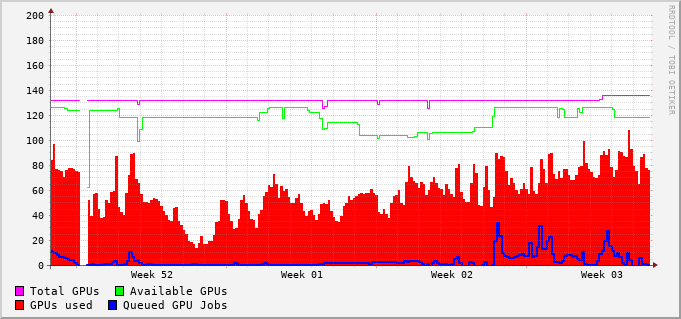 200
180
160
140
120
100
80
60
40
20
0
Week 52 Week 01 Week 02 Week 03
Total GPUs Available GPUs
GPUs used Queued GPU Jobs
RRDTOOL / TOBI OETIKER